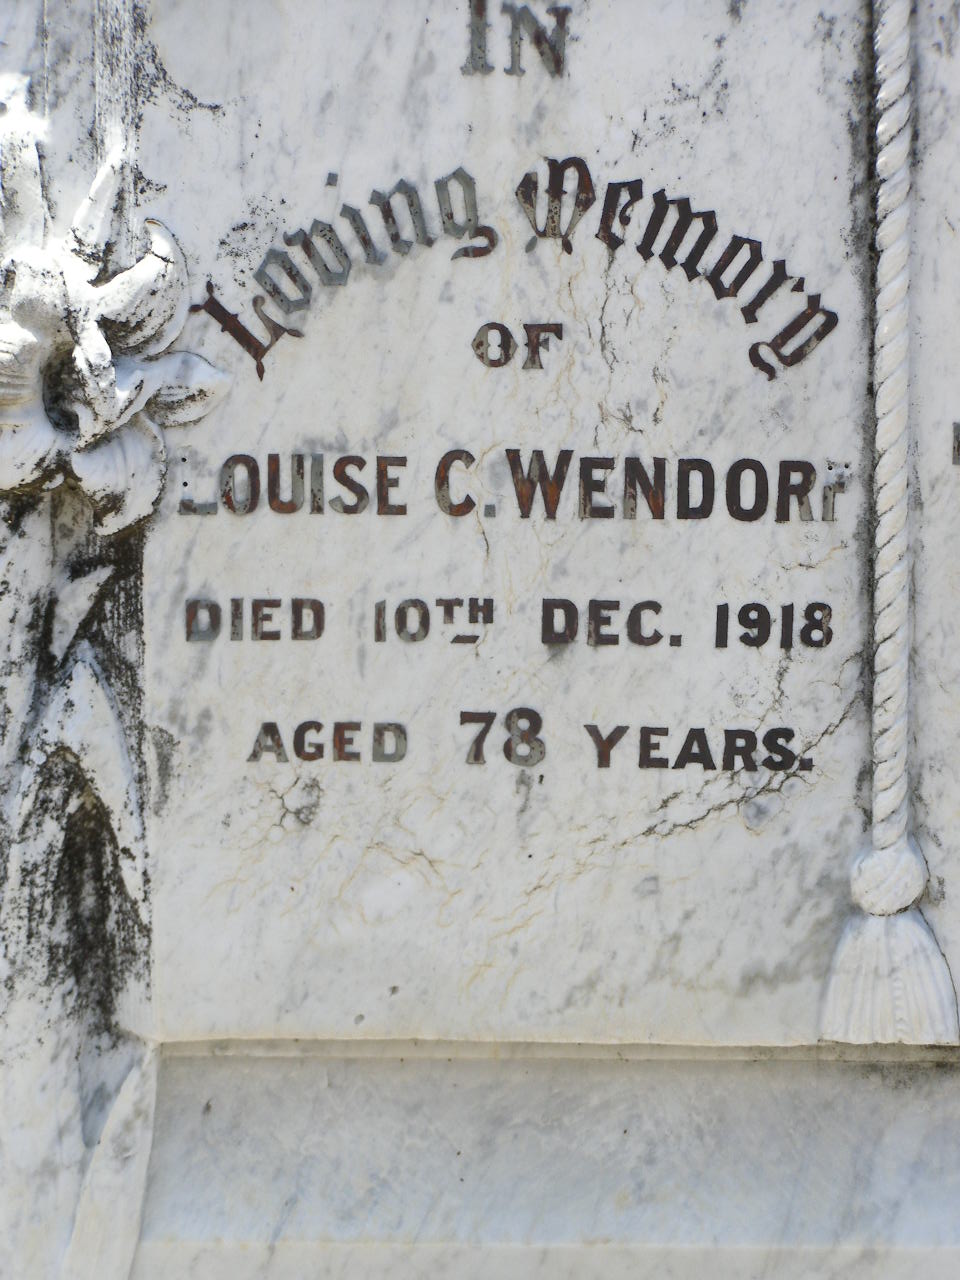 IN
Loving Memory
OF
LOUISE C. WENDORF
DIED 10TH DEC. 1918
AGED 78 YEARS.